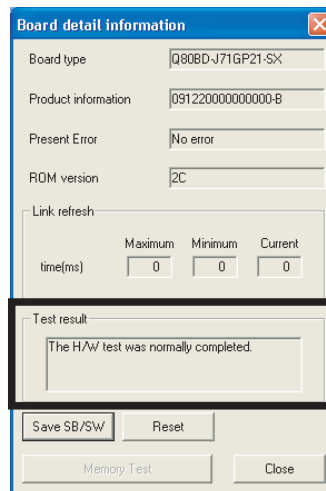 Board detail information
Board type Q80BD-J71GP21-SX
Product information 091220000000000-B
Present Error No error
ROM version 2C
Link refresh
Maximum Minimum Current
time(ms) 0 0 0
Test result
The H/W test was normally completed.
Save SB/SW Reset
Memory Test Close